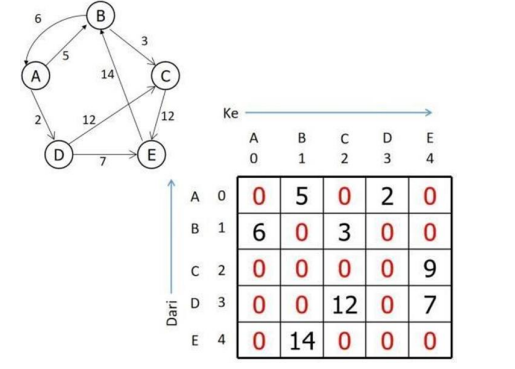 B
6
3
5
A
14
C
2
12
12
D
7
E
Ke
A B C D E
0 1 2 3 4
Dari
A 0 0 5 0 2 0
B 1 6 0 3 0 0
C 2 0 0 0 0 9
D 3 0 0 12 0 7
E 4 0 14 0 0 0